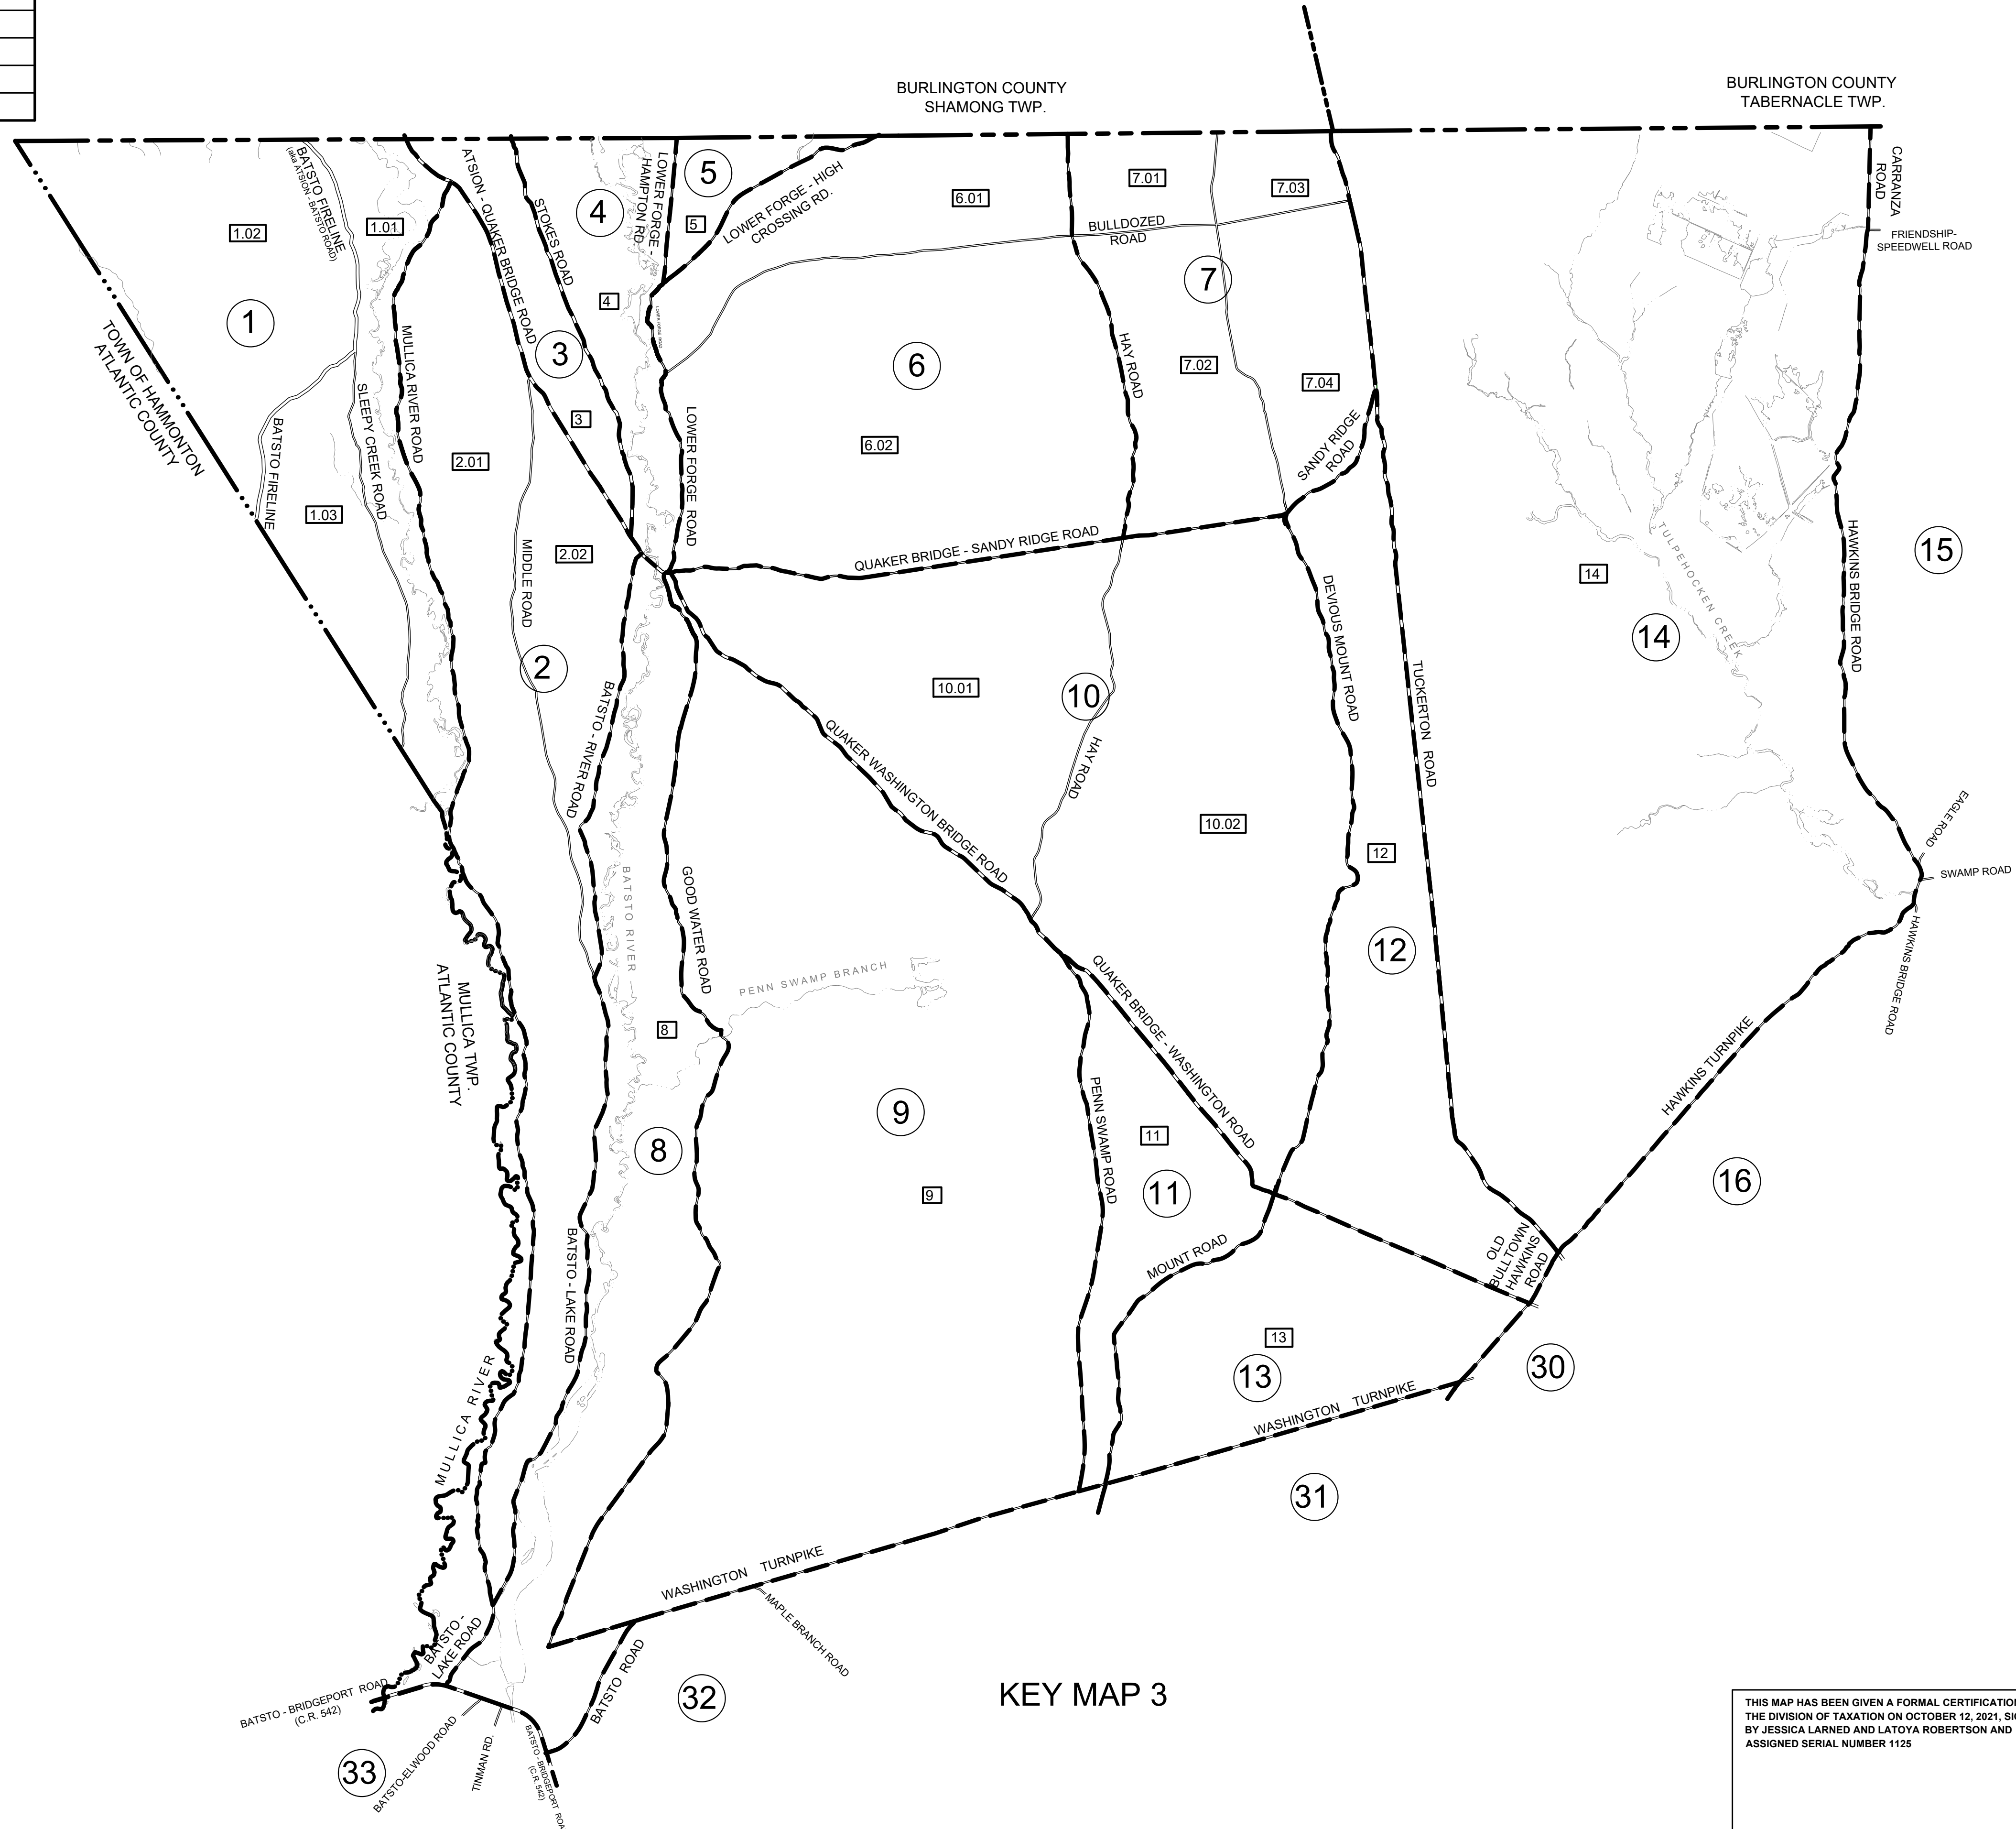 BURLINGTON COUNTY
SHAMONG TWP.
BURLINGTON COUNTY
TABERNACLE TWP.
BATSTO FIRELINE
(aka ATSION - BATSTO ROAD)
ATSION - QUAKER BRIDGE ROAD
STOKES ROAD
LOWER FORGE -
HAMPTON RD -
LOWER FORGE - HIGH
CROSSING RD.
CARRANZA
ROAD
FRIENDSHIP-
SPEEDWELL ROAD
1.02
1.01
4
5
5
6.01
7.01
7.03
BULLDOZED
ROAD
1
TOWN OF HAMMONTON
ATLANTIC COUNTY
MULLICA RIVER ROAD
3
4
LOWER FORGE ROAD
6
HAY ROAD
7
7.02
7.04
BATSTO FIRELINE
SLEEPY CREEK ROAD
3
LOWER FORGE ROAD
6.02
SANDY RIDGE
ROAD
2.01
1.03
MIDDLE ROAD
2.02
QUAKER BRIDGE - SANDY RIDGE ROAD
DEVIOUS MOUNT ROAD
14
TULPEHOCKEN CREEK
HAWKINS BRIDGE ROAD
15
14
2
BATSTO - RIVER ROAD
10.01
10
HAY ROAD
TUCKERTON ROAD
QUAKER WASHINGTON BRIDGE ROAD
10.02
12
EAGLE ROAD
SWAMP ROAD
BATSTO RIVER
GOOD WATER ROAD
PENN SWAMP BRANCH
12
HAWKINS BRIDGE ROAD
MULLICA TWP.
ATLANTIC COUNTY
QUAKER BRIDGE - WASHINGTON ROAD
8
HAWKINS TURNPIKE
9
PENN SWAMP ROAD
11
8
9
11
16
BATSTO - LAKE ROAD
MOUNT ROAD
OLD
BULLTOWN
HAWKINS
ROAD
13
13
30
MULLICA RIVER
WASHINGTON TURNPIKE
31
WASHINGTON TURNPIKE
MAPLE BRANCH ROAD
BATSTO -
LAKE ROAD
BATSTO ROAD
32
KEY MAP 3
BATSTO - BRIDGEPORT ROAD
(C.R. 542)
33
BATSTO-ELWOOD ROAD
TINMAN RD.
BATSTO - BRIDGEPORT ROA
(C.R. 542)
THIS MAP HAS BEEN GIVEN A FORMAL CERTIFICATION
THE DIVISION OF TAXATION ON OCTOBER 12, 2021, SI
BY JESSICA LARNED AND LATOYA ROBERTSON AND
ASSIGNED SERIAL NUMBER 1125